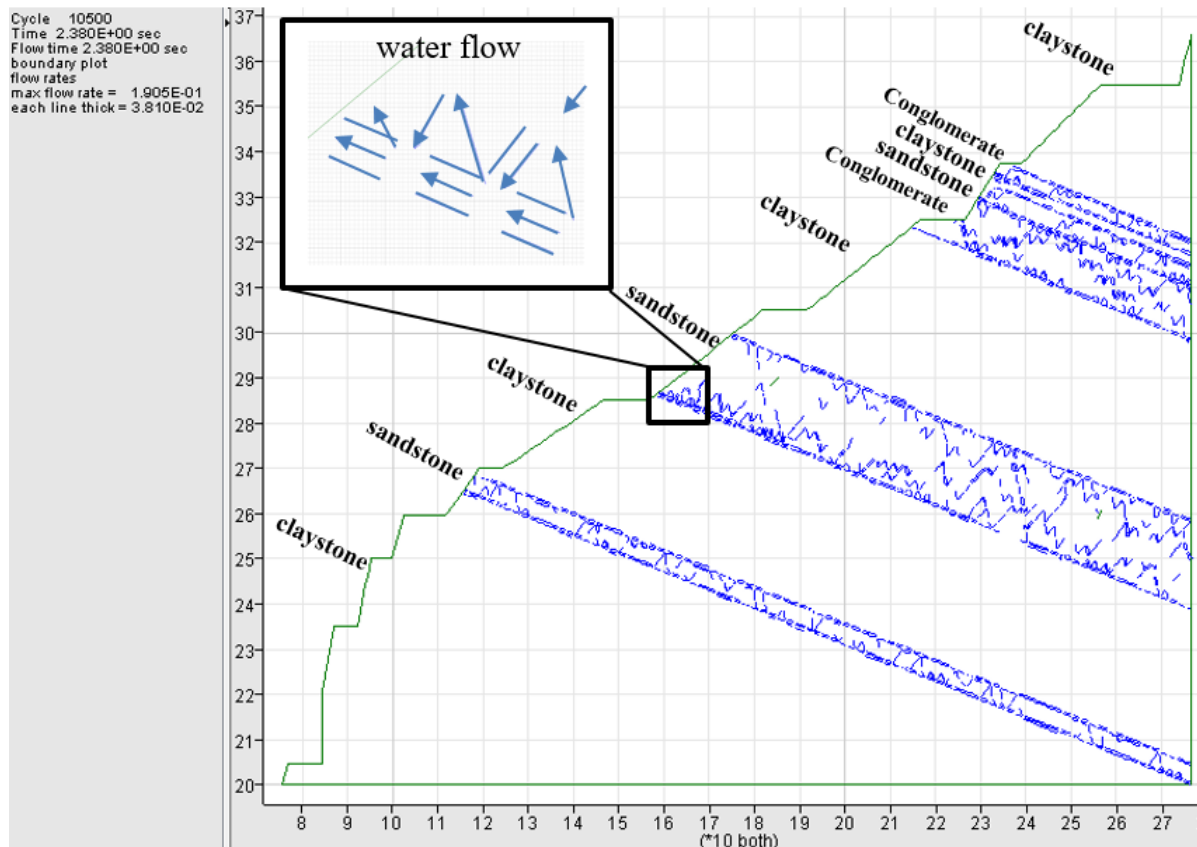 Cycle 10500
Time 2.380E+00 sec
Flow time 2.380E+00 sec
boundary plot
flow rates
max flow rate = 1.905E-01
each line thick = 3.810E-02
water flow
claystone
Conglomerate
claystone
sandstone
Conglomerate
claystone
sandstone
claystone
sandstone
claystone
37
36
35
34
33
32
31
30
29
28
27
26
25
24
23
22
21
20
8 9 10 11 12 13 14 15 16 17 18 19 20 21 22 23 24 25 26 27
(*10 both)